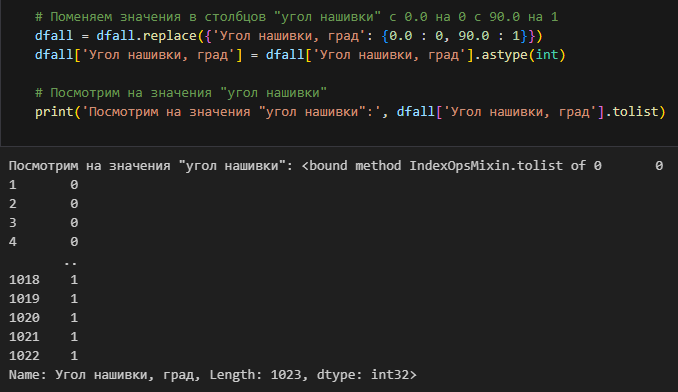 # Поменяем значения в столбцов "угол нашивки" с 0.0 на 0 с 90.0 на 1
dfall = dfall.replace({'Угол нашивки, град': {0.0 : 0, 90.0 : 1}})
dfall['Угол нашивки, град'] = dfall['Угол нашивки, град'].astype(int)
# Посмотрим на значения "угол нашивки"
print('Посмотрим на значения "угол нашивки":', dfall['Угол нашивки, град'].tolist)
Посмотрим на значения "угол нашивки": <bound method IndexOpsMixin.tolist of 0       0
1       0
2       0
3       0
4       0
..
1018    1
1019    1
1020    1
1021    1
1022    1
Name: Угол нашивки, град, Length: 1023, dtype: int32>